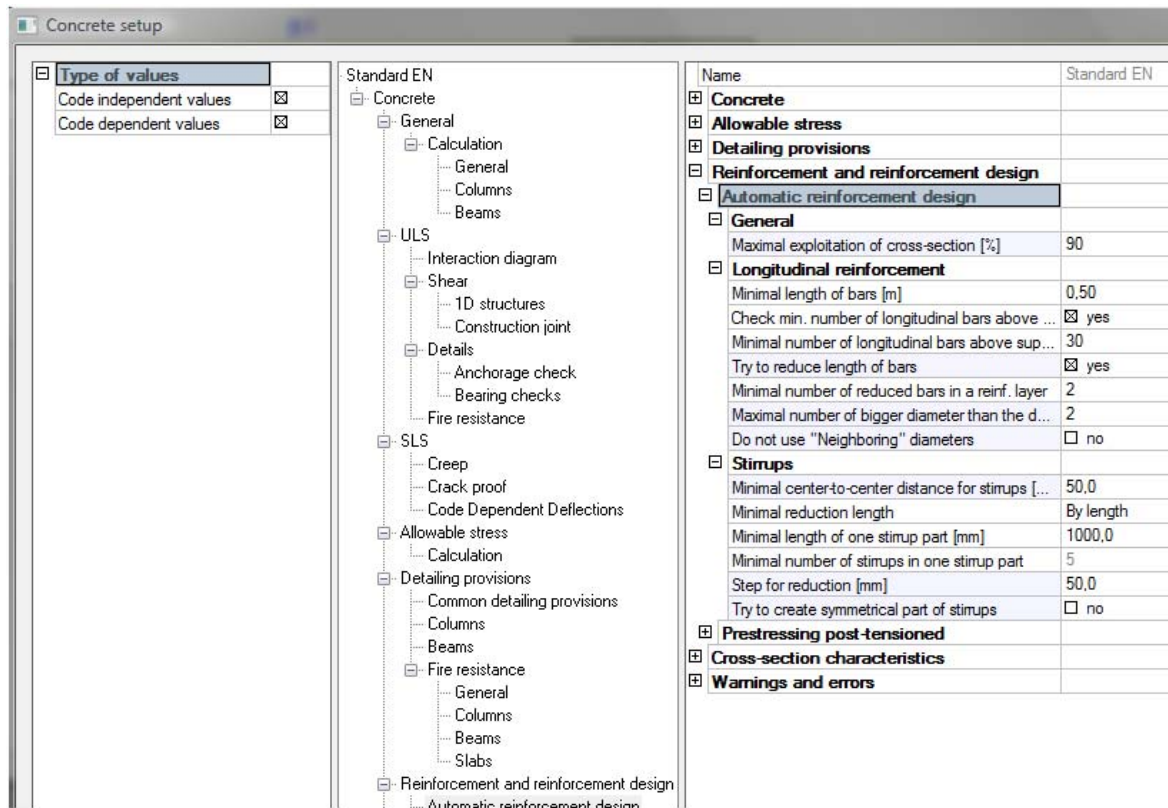 Concrete setup
Type of values
Code independent values
Code dependent values
Standard EN
Concrete
General
Calculation
General
Columns
Beams
ULS
Interaction diagram
Shear
1D structures
Construction joint
Details
Anchorage check
Bearing checks
Fire resistance
SLS
Creep
Crack proof
Code Dependent Deflections
Allowable stress
Calculation
Detailing provisions
Common detailing provisions
Columns
Beams
Fire resistance
General
Columns
Beams
Slabs
Reinforcement and reinforcement design
Automatic reinforcement design
Name Standard EN
Concrete
Allowable stress
Detailing provisions
Reinforcement and reinforcement design
Automatic reinforcement design
General
Maximal exploitation of cross-section [%] 90
Longitudinal reinforcement
Minimal length of bars [m] 0,50
Check min. number of longitudinal bars above ... yes
Minimal number of longitudinal bars above sup... 30
Try to reduce length of bars yes
Minimal number of reduced bars in a reinf. layer 2
Maximal number of bigger diameter than the d... 2
Do not use "Neighboring" diameters no
Stirrups
Minimal center-to-center distance for stirrups [... 50,0
Minimal reduction length By length
Minimal length of one stirrup part [mm] 1000,0
Minimal number of stirrups in one stirrup part 5
Step for reduction [mm] 50,0
Try to create symmetrical part of stirrups no
Prestressing post-tensioned
Cross-section characteristics
Warnings and errors